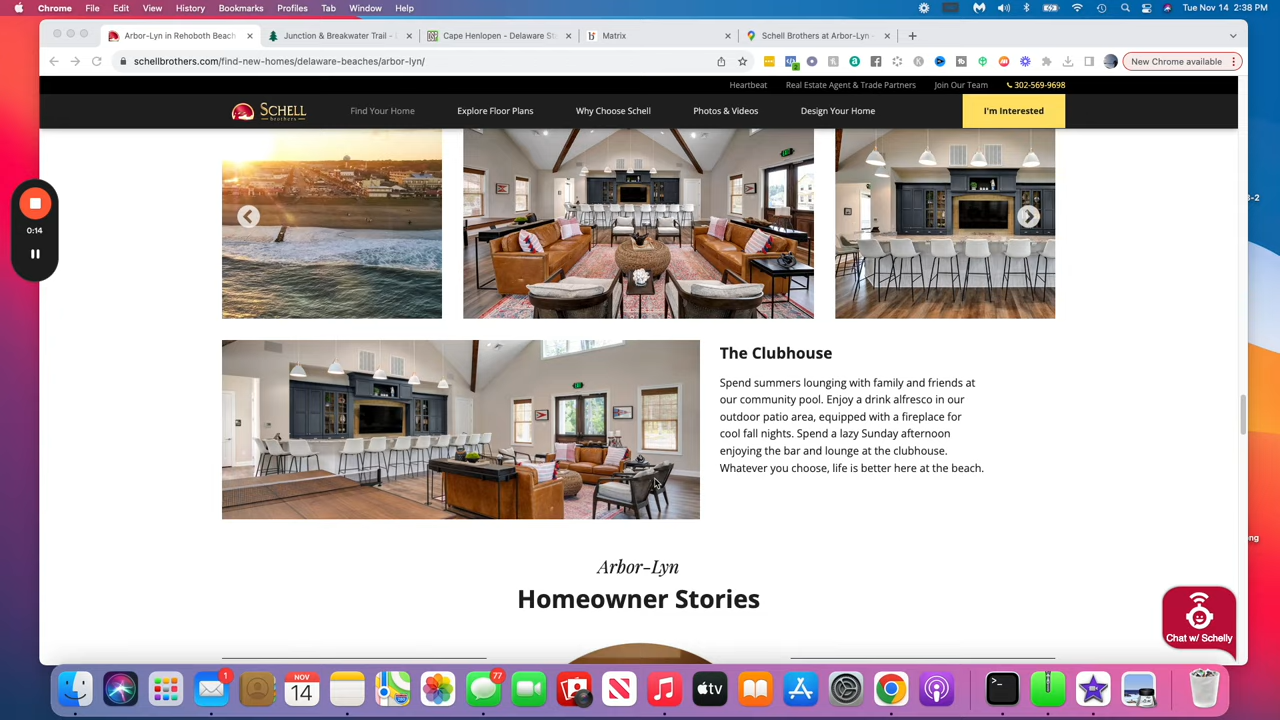 Chrome File Edit View History Bookmarks Profiles Tab Window Help Tue Nov 14 2:38 PM
Arbor-Lyn in Rehoboth Beach Junction & Breakwater Trail - Cape Henlopen - Delaware St Matrix Schell Brothers at Arbor-Lyn -
schellbrothers.com/find-new-homes/delaware-beaches/arbor-lyn/ New Chrome available
Heartbeat Real Estate Agent & Trade Partners Join Our Team 302-569-9698
SCHELL brothers Find Your Home Explore Floor Plans Why Choose Schell Photos & Videos Design Your Home I'm Interested
0:14
The Clubhouse
Spend summers lounging with family and friends at
our community pool. Enjoy a drink alfresco in our
outdoor patio area, equipped with a fireplace for
cool fall nights. Spend a lazy Sunday afternoon
enjoying the bar and lounge at the clubhouse.
Whatever you choose, life is better here at the beach.
Arbor-Lyn
Homeowner Stories
Chat w/ Schelly
1
NOV
14
77
tv